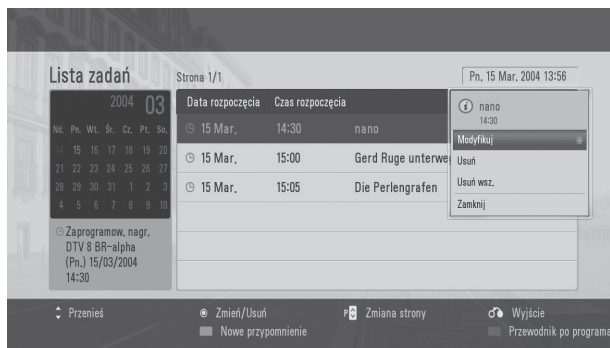 Lista zadań
Strona 1/1
Pn. 15 Mar. 2004 13:56
2004 03
Nd. Pn. Wt. Śr. Cz. Pt. So.
14 15 16 17 18 19 20
21 22 23 24 25 26 27
28 29 30 31 1 2 3
4 5 6 7 8 9 10
Zaprogramow. nagr.
DTV 8 BR-alpha
(Pn.) 15/03/2004
14:30
Data rozpoczęcia Czas rozpoczęcia
15 Mar. 14:30 nano
15 Mar. 15:00 Gerd Ruge unterwe
15 Mar. 15:05 Die Perlengrafen
nano
14:30
Modyfikuj
Usuń
Usuń wsz.
Zamknij
Przenieś
Zmień/Usuń
P Zmiana strony
Wyjście
Nowe przypomnienie
Przewodnik po programa